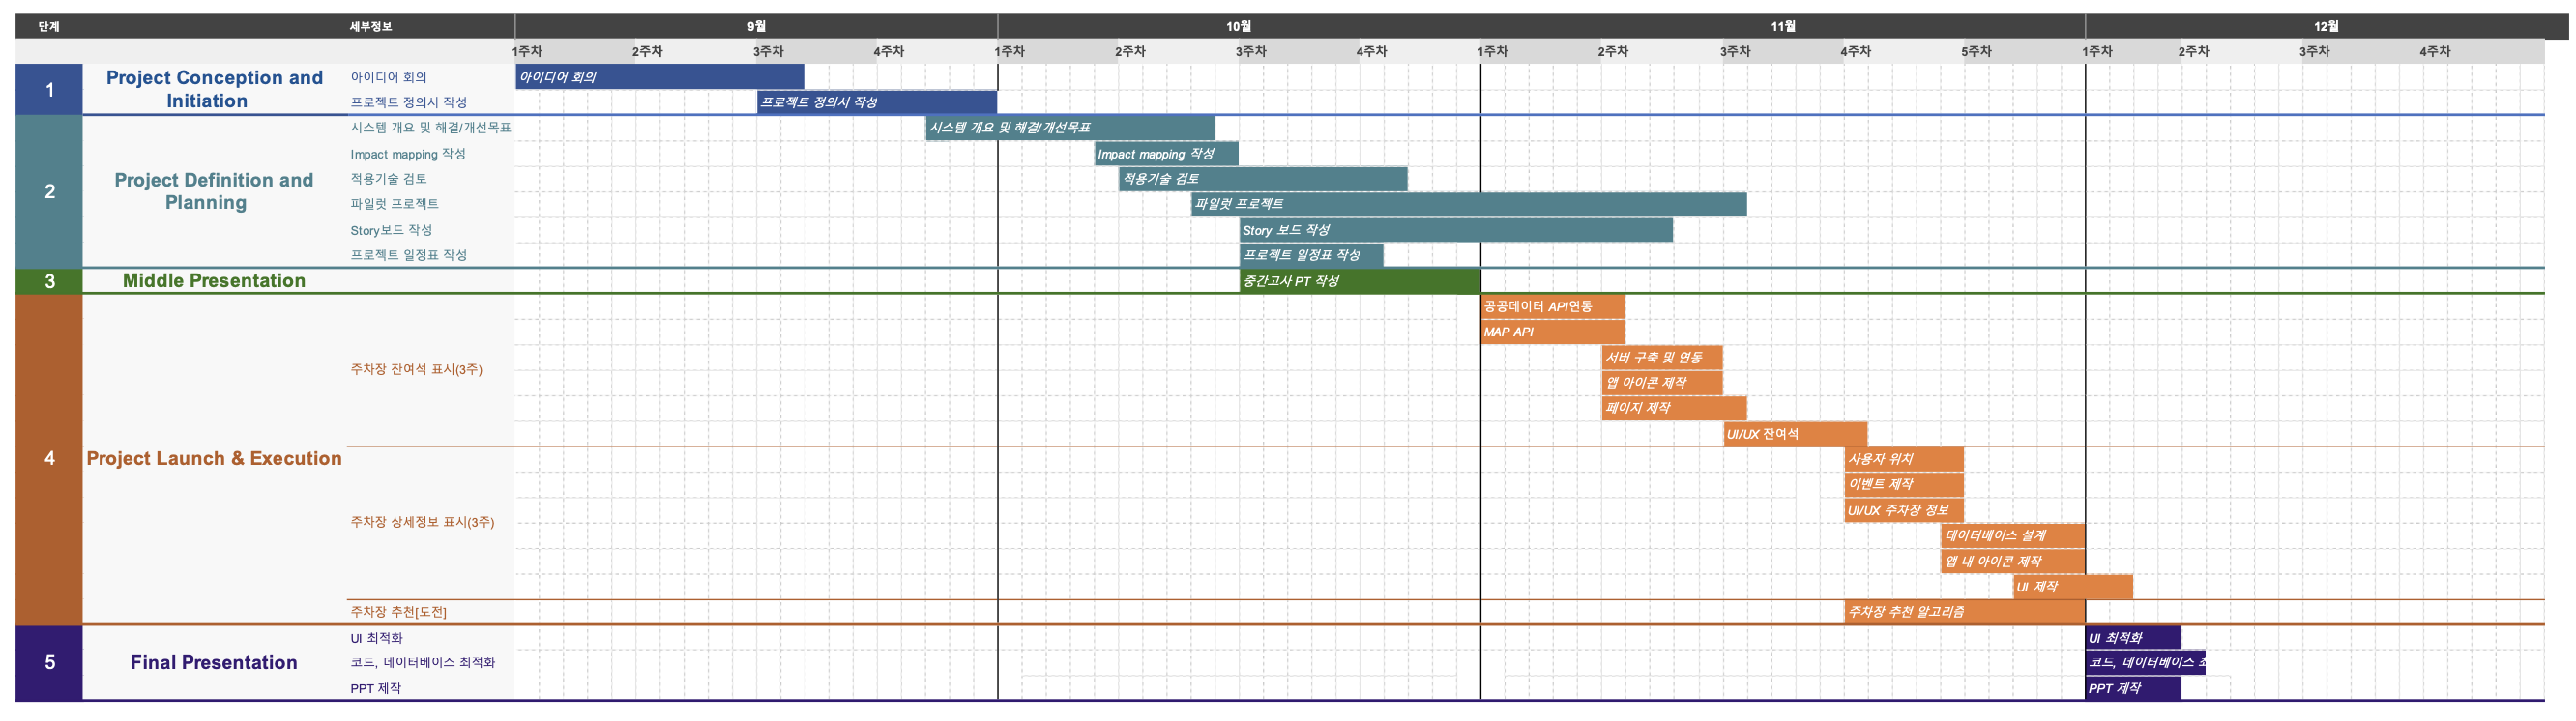 단계 세부정보 9월 10월 11월 12월
1주차 2주차 3주차 4주차 1주차 2주차 3주차 4주차 1주차 2주차 3주차 4주차 5주차 1주차 2주차 3주차 4주차
1
Project Conception and
Initiation
아이디어 회의 아이디어 회의
프로젝트 정의서 작성 프로젝트 정의서 작성
2
Project Definition and
Planning
시스템 개요 및 해결/개선목표 시스템 개요 및 해결/개선목표
Impact mapping 작성 Impact mapping 작성
적용기술 검토 적용기술 검토
파일럿 프로젝트 파일럿 프로젝트
Story보드 작성 Story 보드 작성
프로젝트 일정표 작성 프로젝트 일정표 작성
3
Middle Presentation
중간고사 PT 작성
4
Project Launch & Execution
주차장 잔여석 표시(3주)
공공데이터 API연동
MAP API
서버 구축 및 연동
앱 아이콘 제작
페이지 제작
UI/UX 잔여석
주차장 상세정보 표시(3주)
사용자 위치
이벤트 제작
UI/UX 주차장 정보
데이터베이스 설계
앱 내 아이콘 제작
UI 제작
주차장 추천[도전] 주차장 추천 알고리즘
5
Final Presentation
UI 최적화 UI 최적화
코드, 데이터베이스 최적화 코드, 데이터베이스
PPT 제작 PPT 제작